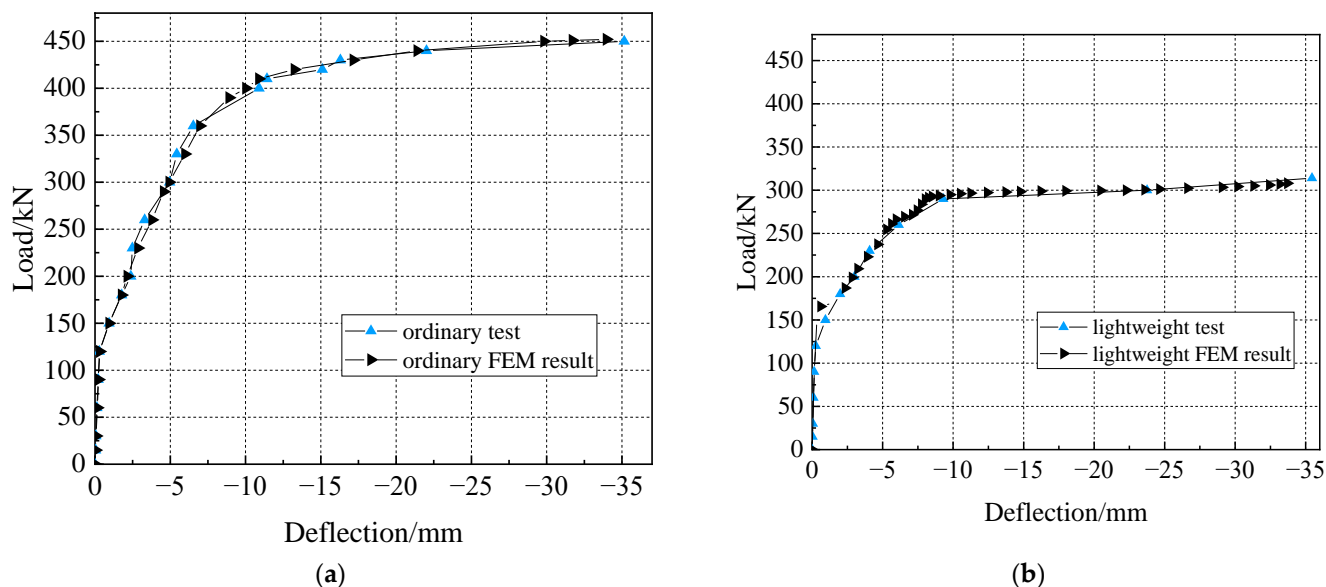 450
400
350
300
250
200
150
100
50
0
Load/kN
ordinary test
ordinary FEM result
0 −5 −10 −15 −20 −25 −30 −35
Deflection/mm
(a)
450
400
350
300
250
200
150
100
50
0
Load/kN
lightweight test
lightweight FEM result
0 −5 −10 −15 −20 −25 −30 −35
Deflection/mm
(b)